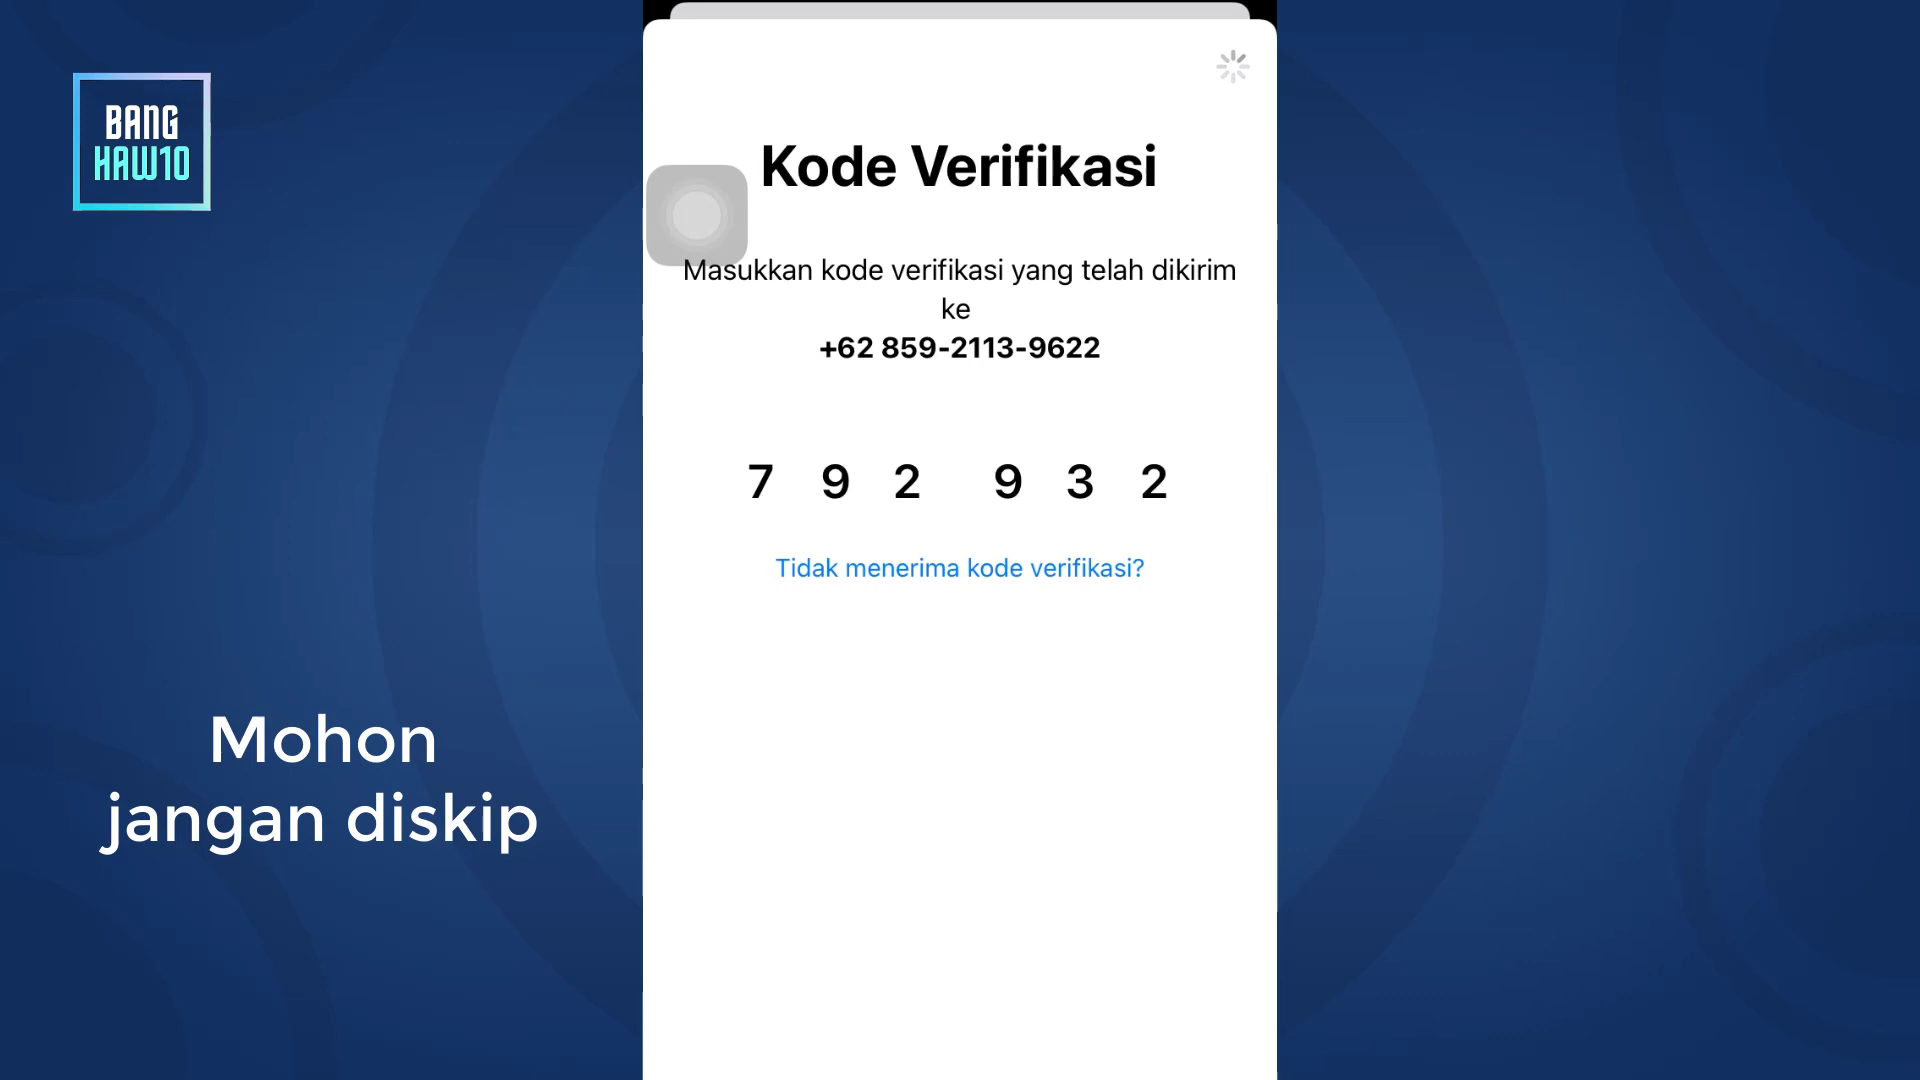 BANG
HAW10
Kode Verifikasi
Masukkan kode verifikasi yang telah dikirim
ke
+62 859-2113-9622
7 9 2 9 3 2
Tidak menerima kode verifikasi?
Mohon
jangan diskip